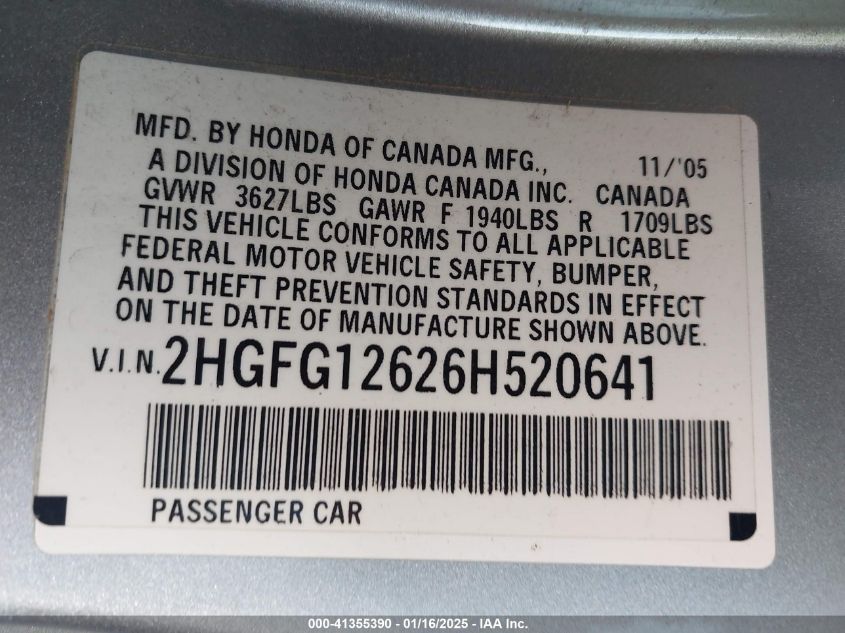 MFD. BY HONDA OF CANADA MFG., 11/'05
A DIVISION OF HONDA CANADA INC. CANADA
GVWR 3627LBS GAWR F 1940LBS R 1709LBS
THIS VEHICLE CONFORMS TO ALL APPLICABLE
FEDERAL MOTOR VEHICLE SAFETY, BUMPER,
AND THEFT PREVENTION STANDARDS IN EFFECT
ON THE DATE OF MANUFACTURE SHOWN ABOVE.
V.I.N. 2HGFG12626H520641
PASSENGER CAR
000-41355390 - 01/16/2025 - IAA Inc.